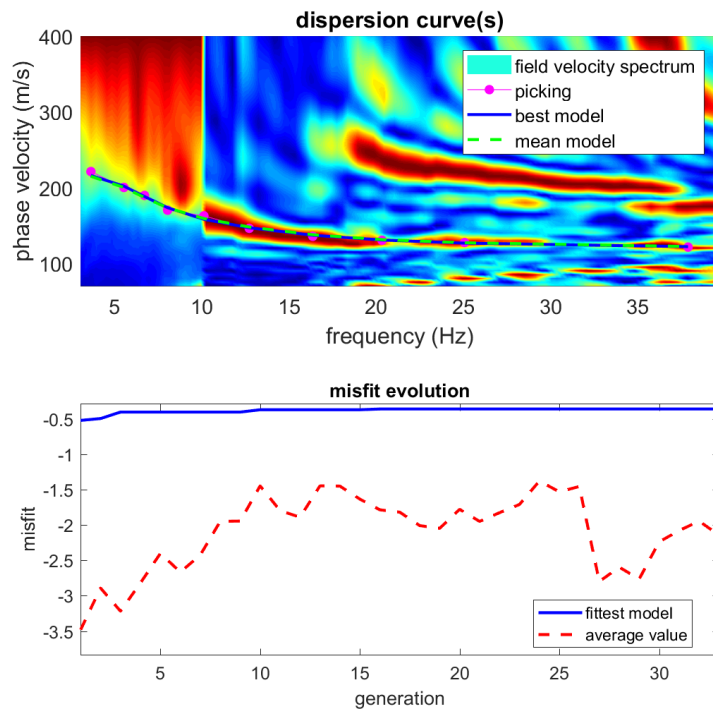 dispersion curve(s)
400
300
200
100
phase velocity (m/s)
field velocity spectrum
picking
best model
mean model
5 10 15 20 25 30 35
frequency (Hz)
misfit evolution
-0.5
-1
-1.5
-2
-2.5
-3
-3.5
misfit
fittest model
average value
5 10 15 20 25 30
generation